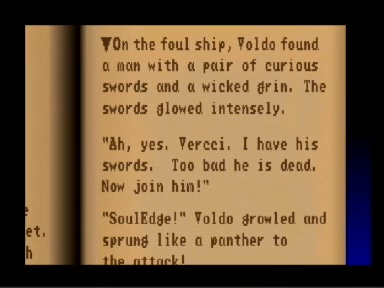 On the foul ship, Voldo found
a man with a pair of curious
swords and a wicked grin. The
swords glowed intensely.
"Ah, yes. Vercci. I have his
swords. Too bad he is dead.
Now join him!"
"SoulEdge!" Voldo growled and
sprung like a panther to
the attack!
et.
h